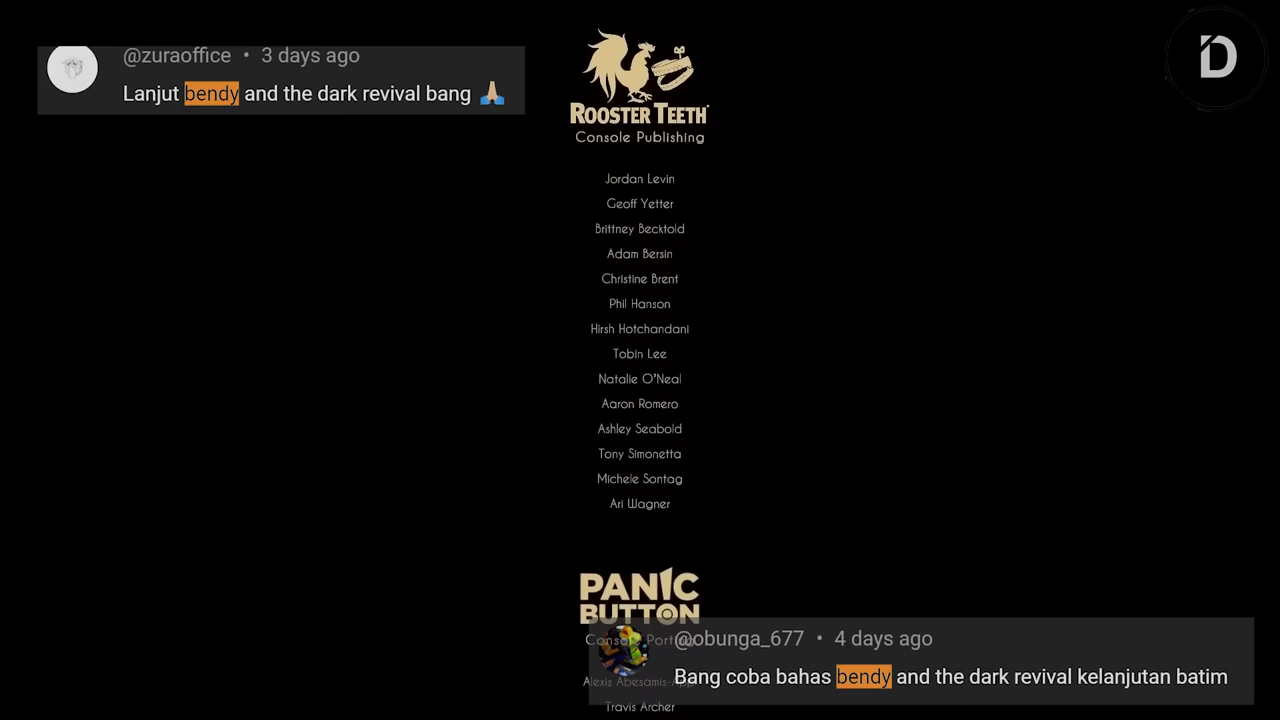 @zuraoffice • 3 days ago
Lanjut bendy and the dark revival bang 🙏🏼
ROOSTER TEETH
Console Publishing
Jordan Levin
Geoff Yetter
Brittney Becktold
Adam Bersin
Christine Brent
Phil Hanson
Hirsh Hotchandani
Tobin Lee
Natalie O'Neal
Aaron Romero
Ashley Seabold
Tony Simonetta
Michele Sontag
Ari Wagner
PANIC
BUTTON
@obunga_677 • 4 days ago
Bang coba bahas bendy and the dark revival kelanjutan batim
Travis Archer
D